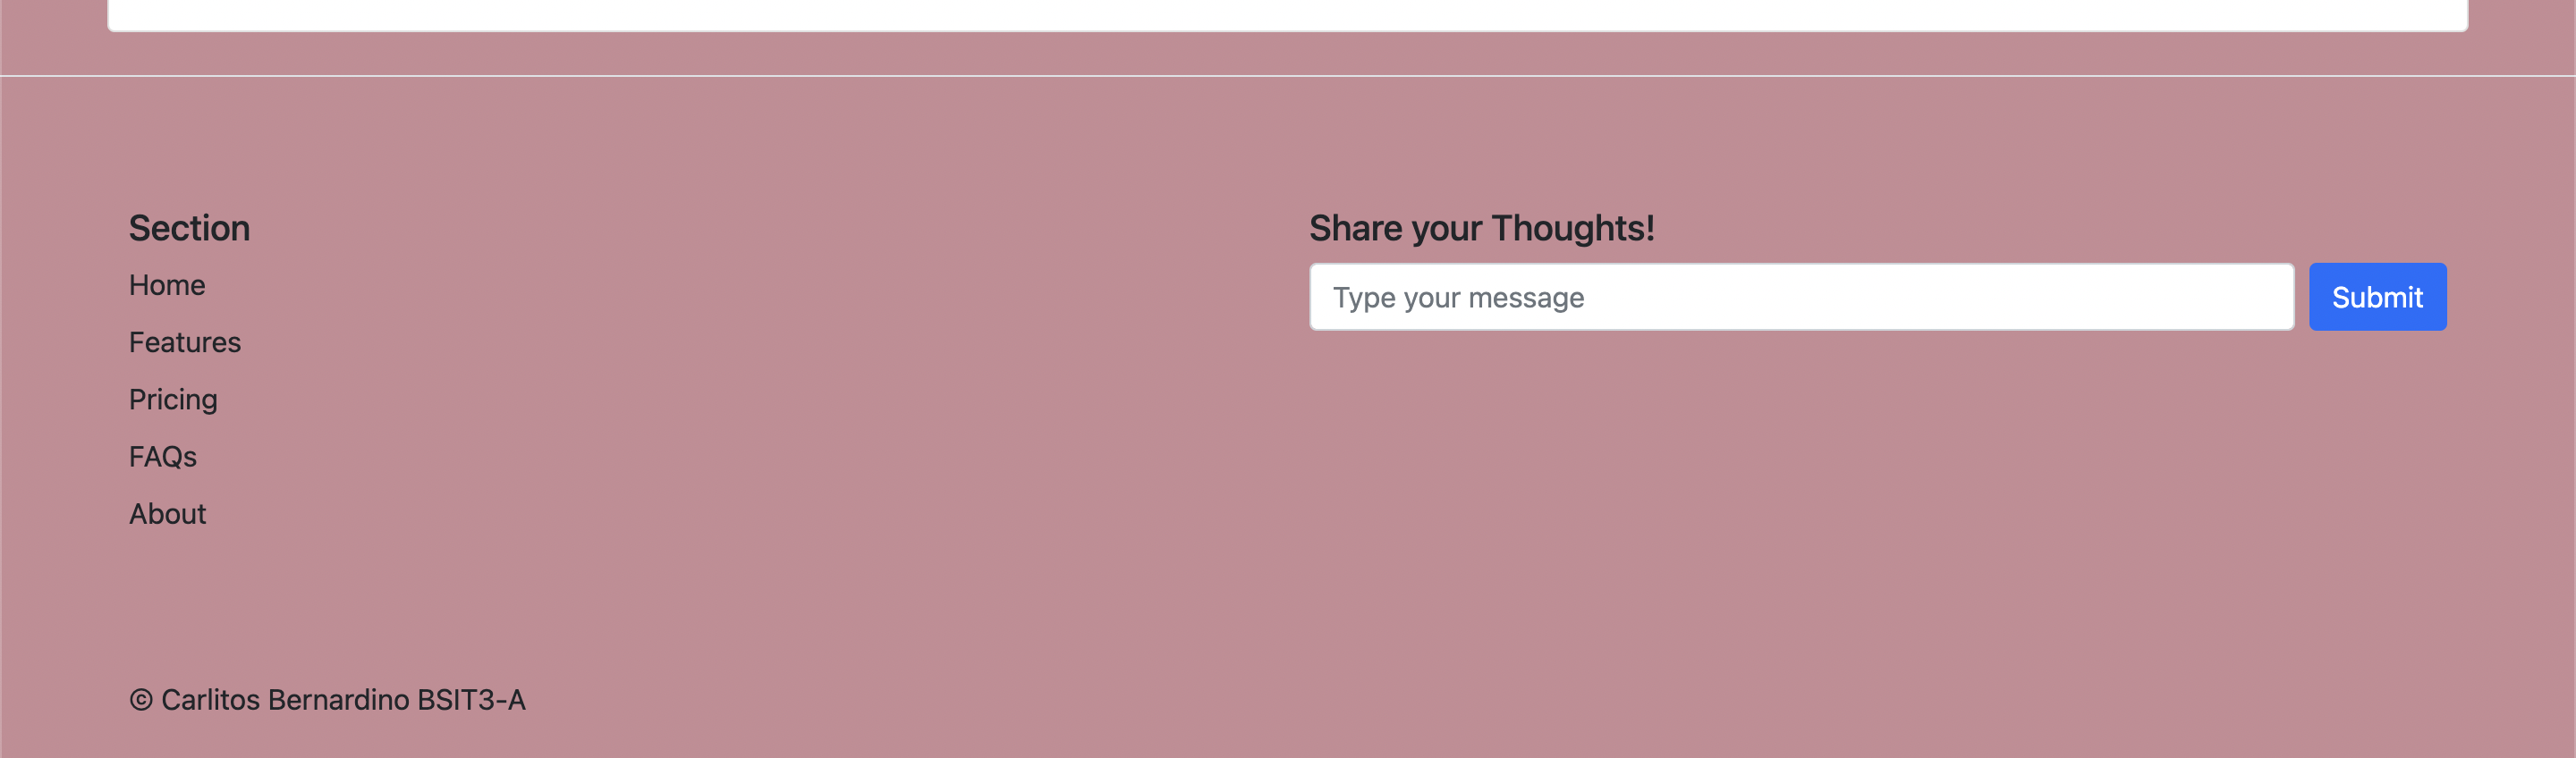 Section
Home
Features
Pricing
FAQs
About
Share your Thoughts!
Type your message
Submit
© Carlitos Bernardino BSIT3-A